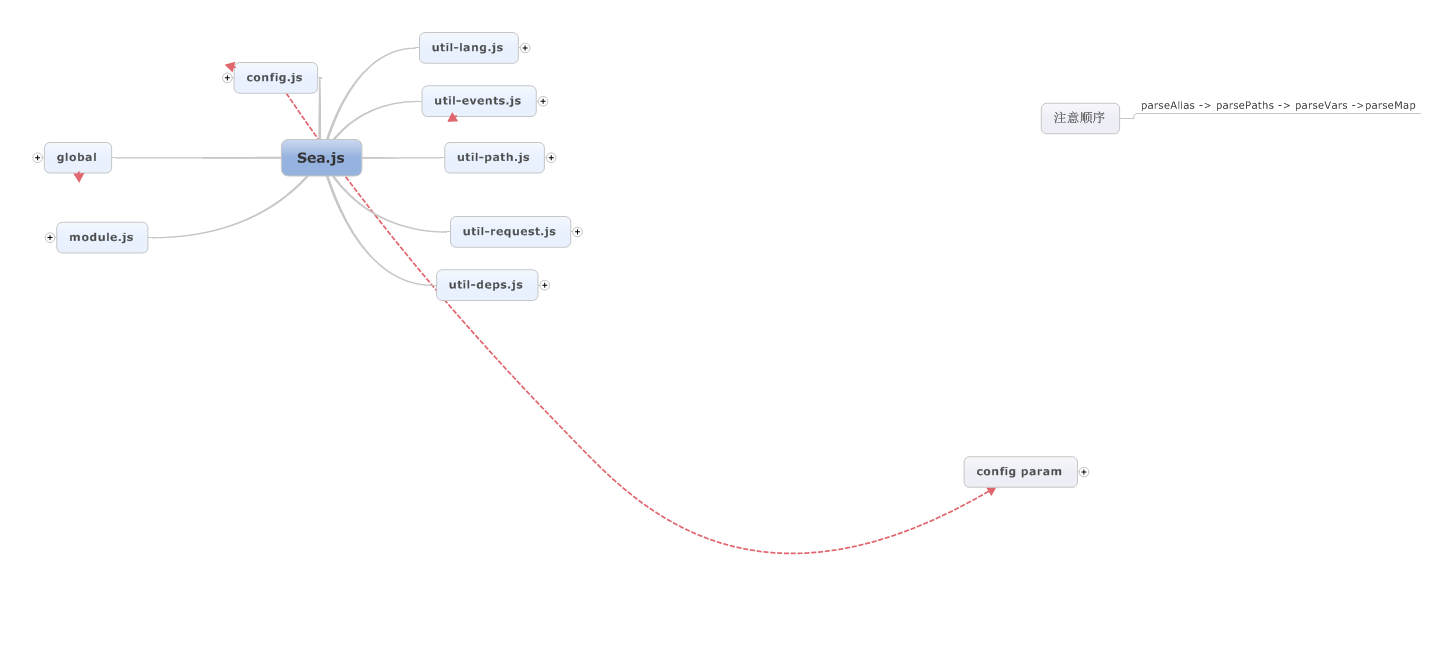 util-lang.js
config.js
util-events.js
parseAlias -> parsePaths -> parseVars ->parseMap
注意顺序
global
Sea.js
util-path.js
module.js
util-request.js
util-deps.js
config param